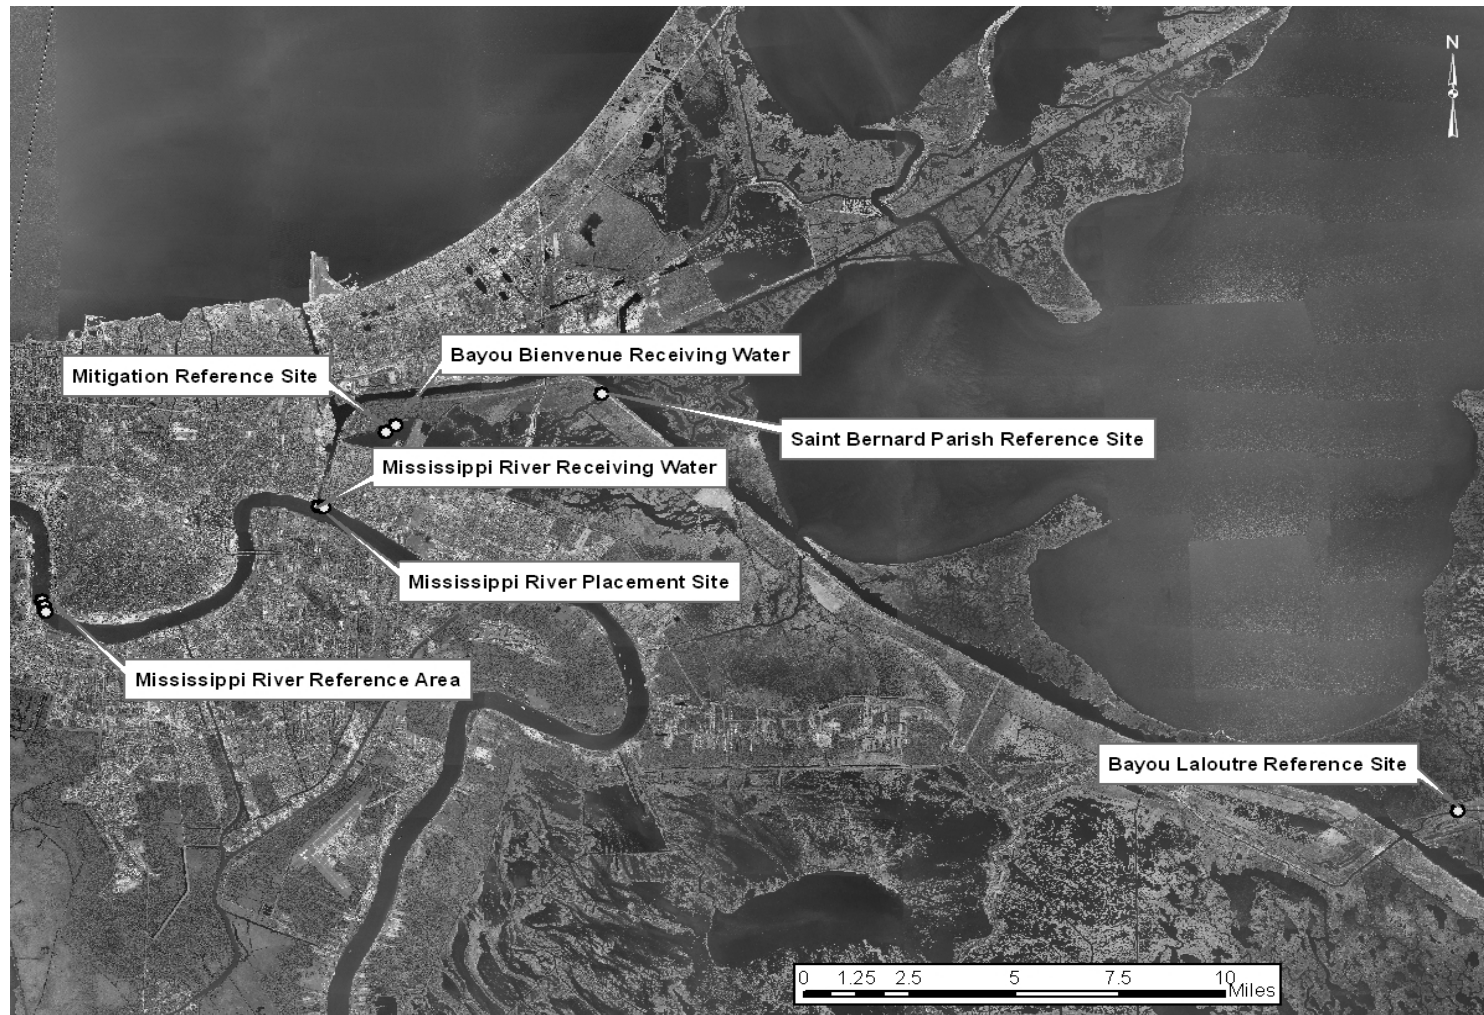 N
Bayou Bienvenue Receiving Water
Mitigation Reference Site
Saint Bernard Parish Reference Site
Mississippi River Receiving Water
Mississippi River Placement Site
Mississippi River Reference Area
Bayou Laloutre Reference Site
0 1.25 2.5 5 7.5 10
Miles